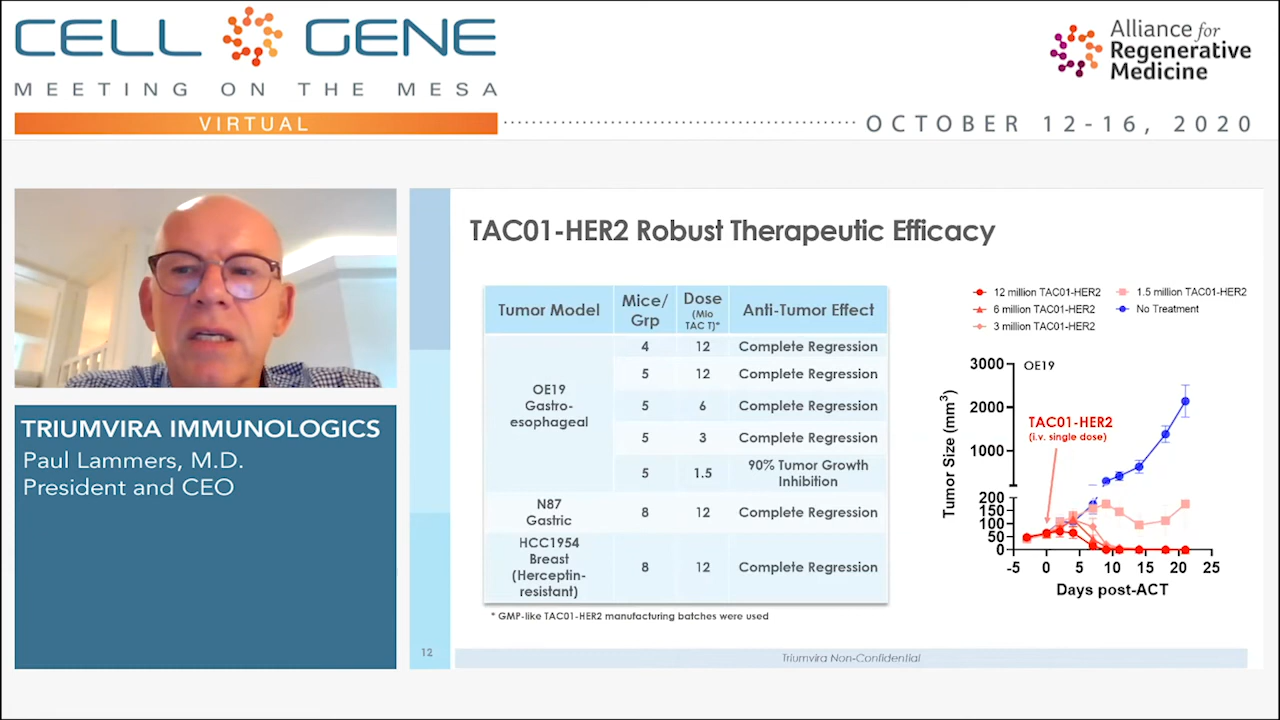 CELL GENE
MEETING ON THE MESA
VIRTUAL
Alliance for
Regenerative
Medicine
OCTOBER 12-16, 2020
TRIUMVIRA IMMUNOLOGICS
Paul Lammers, M.D.
President and CEO
TAC01-HER2 Robust Therapeutic Efficacy
Tumor Model
Mice/
Grp
Dose
(Mio
TAC T)*
Anti-Tumor Effect
OE19
Gastro-
esophageal
4 12 Complete Regression
5 12 Complete Regression
5 6 Complete Regression
5 3 Complete Regression
5 1.5 90% Tumor Growth
Inhibition
N87
Gastric
8 12 Complete Regression
HCC1954
Breast
(Herceptin-
resistant)
8 12 Complete Regression
* GMP-like TAC01-HER2 manufacturing batches were used
12 million TAC01-HER2
6 million TAC01-HER2
3 million TAC01-HER2
1.5 million TAC01-HER2
No Treatment
OE19
TAC01-HER2
(i.v. single dose)
Tumor Size (mm3)
3000
2000
1000
200
150
100
50
0
-5 0 5 10 15 20 25
Days post-ACT
12
Triumvira Non-Confidential